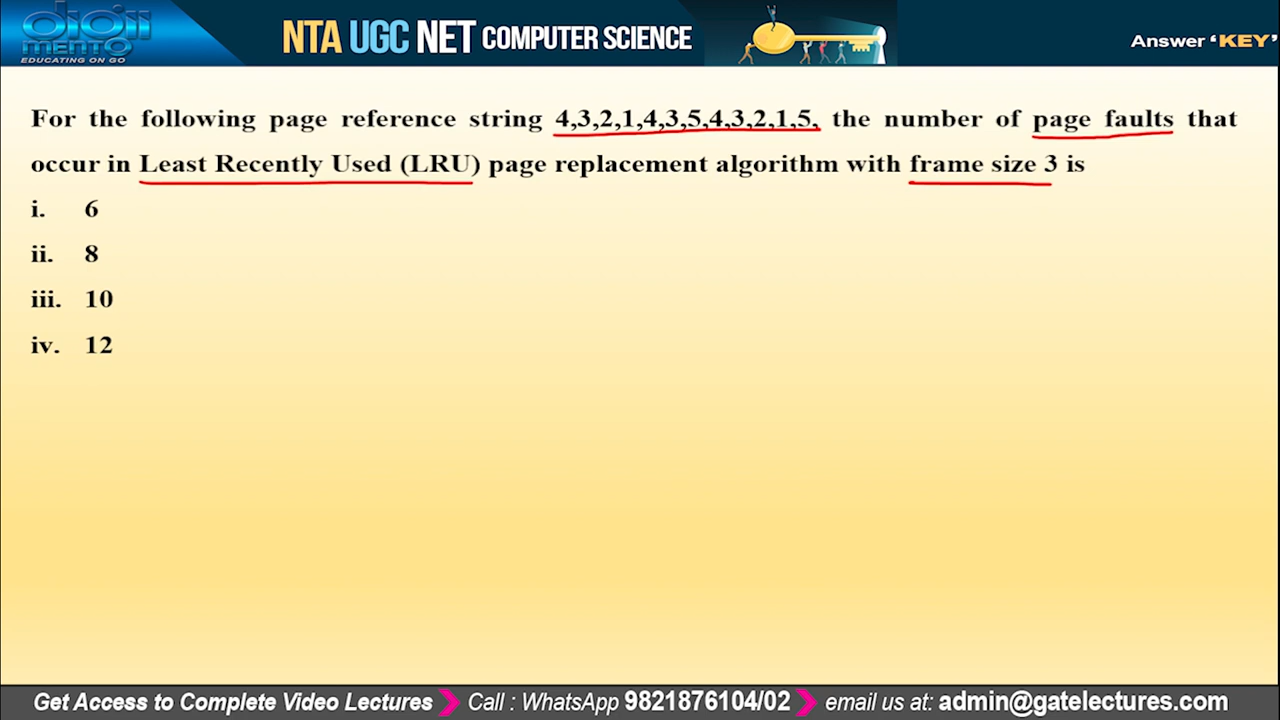 digii
MENTO
EDUCATING ON GO
NTA UGC NET COMPUTER SCIENCE
Answer ‘KEY’
For the following page reference string 4,3,2,1,4,3,5,4,3,2,1,5, the number of page faults that
occur in Least Recently Used (LRU) page replacement algorithm with frame size 3 is
i. 6
ii. 8
iii. 10
iv. 12
Get Access to Complete Video Lectures Call : WhatsApp 9821876104/02 email us at: admin@gatelectures.com